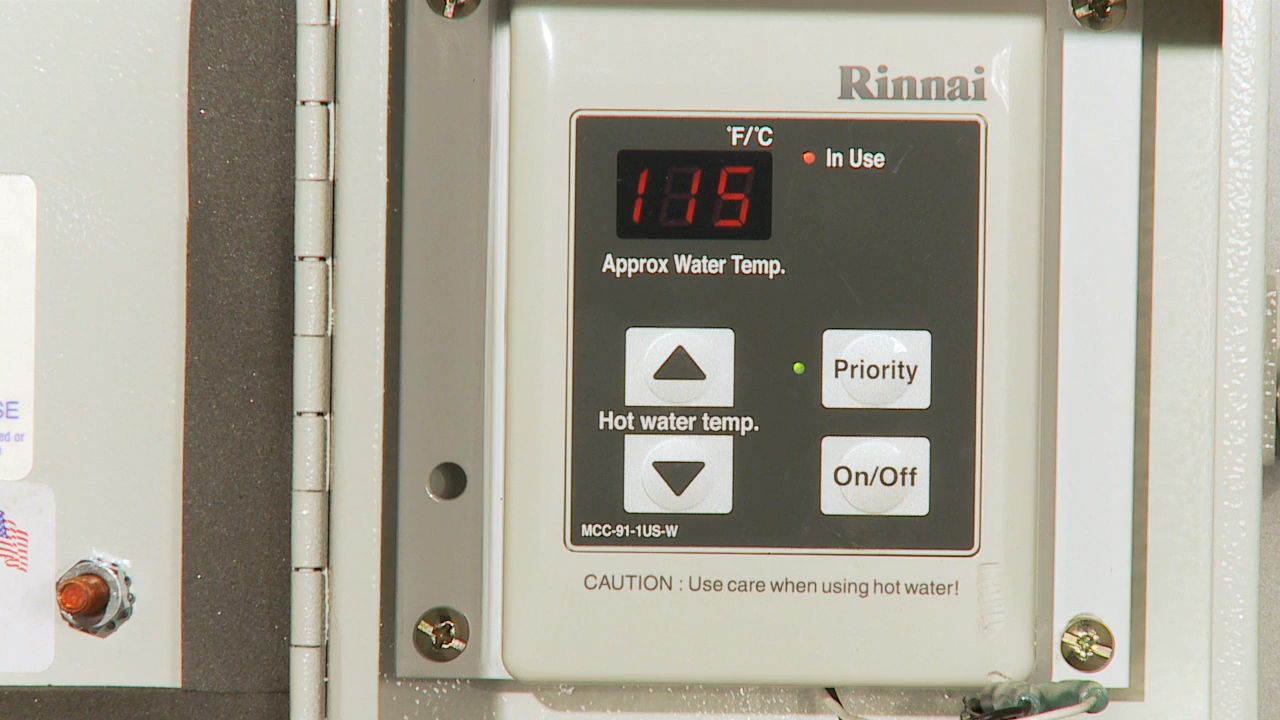 Rinnai
°F/°C
In Use
115
Approx Water Temp.
Priority
Hot water temp.
On/Off
MCC-91-1US-W
CAUTION : Use care when using hot water!